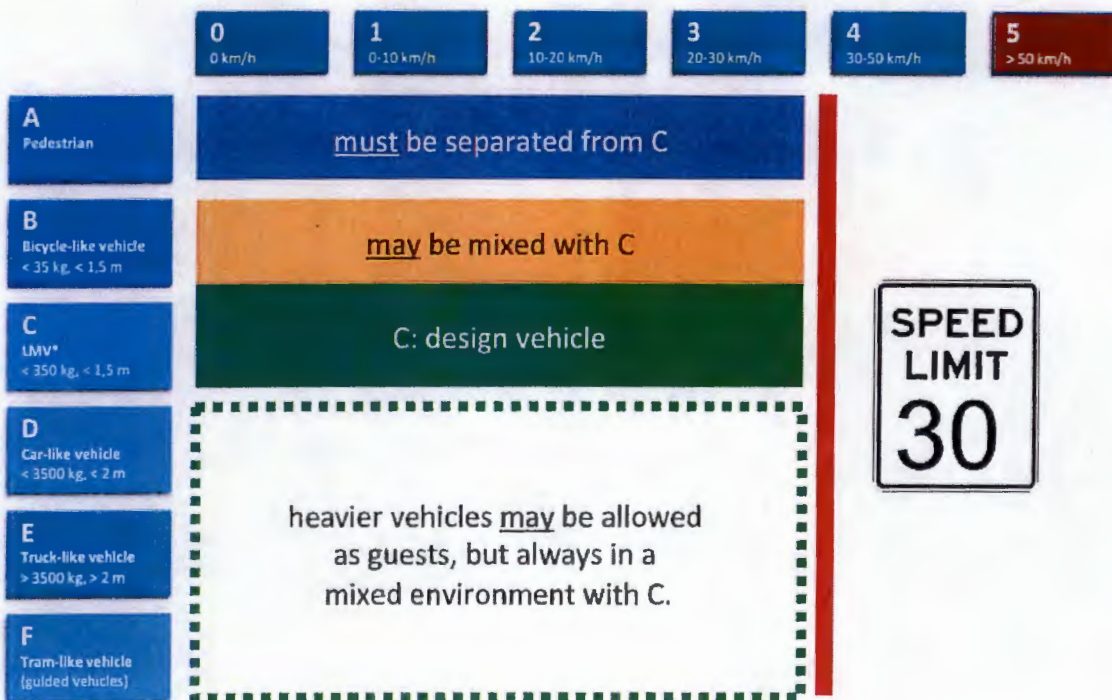 0
0 km/h
1
0-10 km/h
2
10-20 km/h
3
20-30 km/h
4
30-50 km/h
5
> 50 km/h
A
Pedestrian
must be separated from C
B
Bicycle-like vehicle
< 35 kg, < 1,5 m
may be mixed with C
C
LMV*
< 350 kg, < 1,5 m
C: design vehicle
SPEED
LIMIT
30
D
Car-like vehicle
< 3500 kg, < 2 m
E
Truck-like vehicle
> 3500 kg, > 2 m
heavier vehicles may be allowed
as guests, but always in a
mixed environment with C.
F
Tram-like vehicle
(guided vehicles)